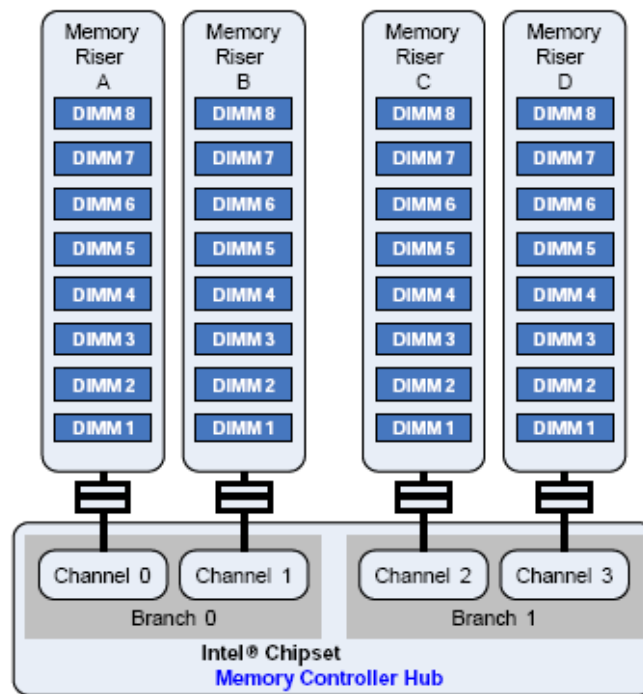 Memory
Riser
A
DIMM 8
DIMM 7
DIMM 6
DIMM 5
DIMM 4
DIMM 3
DIMM 2
DIMM 1
Memory
Riser
B
DIMM 8
DIMM 7
DIMM 6
DIMM 5
DIMM 4
DIMM 3
DIMM 2
DIMM 1
Memory
Riser
C
DIMM 8
DIMM 7
DIMM 6
DIMM 5
DIMM 4
DIMM 3
DIMM 2
DIMM 1
Memory
Riser
D
DIMM 8
DIMM 7
DIMM 6
DIMM 5
DIMM 4
DIMM 3
DIMM 2
DIMM 1
Channel 0
Channel 1
Branch 0
Channel 2
Channel 3
Branch 1
Intel® Chipset
Memory Controller Hub